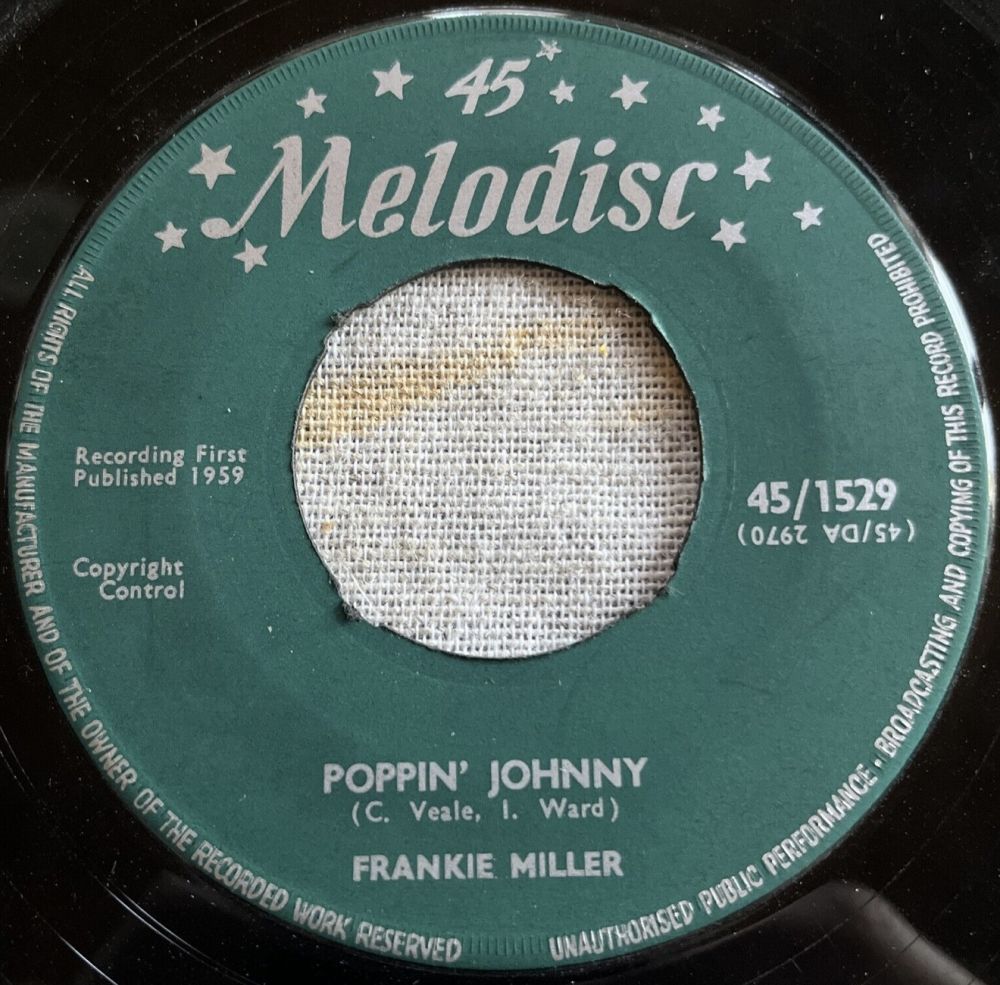 45
Melodisc
Recording First
Published 1959
Copyright
Control
45/1529
(45/DA 2970)
POPPIN' JOHNNY
(C. Veale, I. Ward)
FRANKIE MILLER
ALL RIGHTS OF THE MANUFACTURER AND OF THE OWNER OF THE RECORDED WORK RESERVED
UNAUTHORISED PUBLIC PERFORMANCE · BROADCASTING AND COPYING OF THIS RECORD PROHIBITED